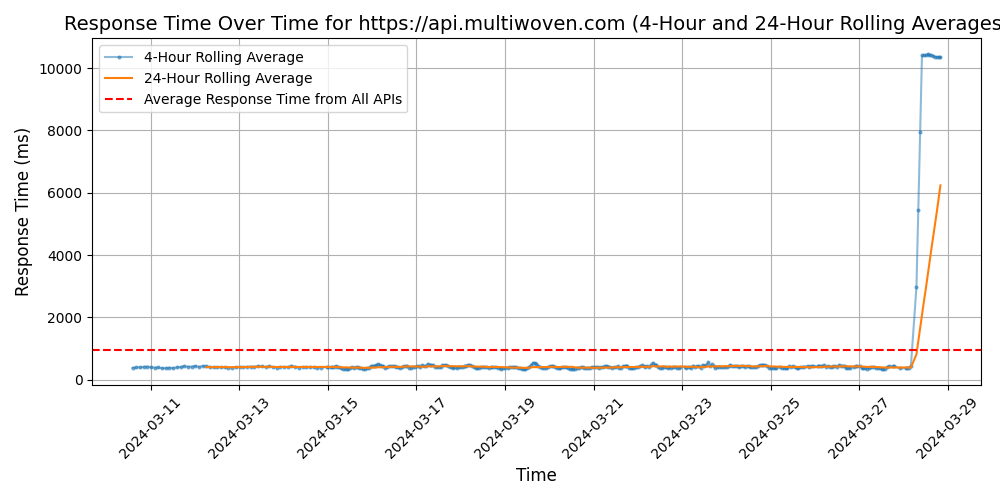 Response Time Over Time for https://api.multiwoven.com (4-Hour and 24-Hour Rolling Averages
4-Hour Rolling Average
24-Hour Rolling Average
Average Response Time from All APIs
Response Time (ms)
10000
8000
6000
4000
2000
0
2024-03-11
2024-03-13
2024-03-15
2024-03-17
2024-03-19
2024-03-21
2024-03-23
2024-03-25
2024-03-27
2024-03-29
Time